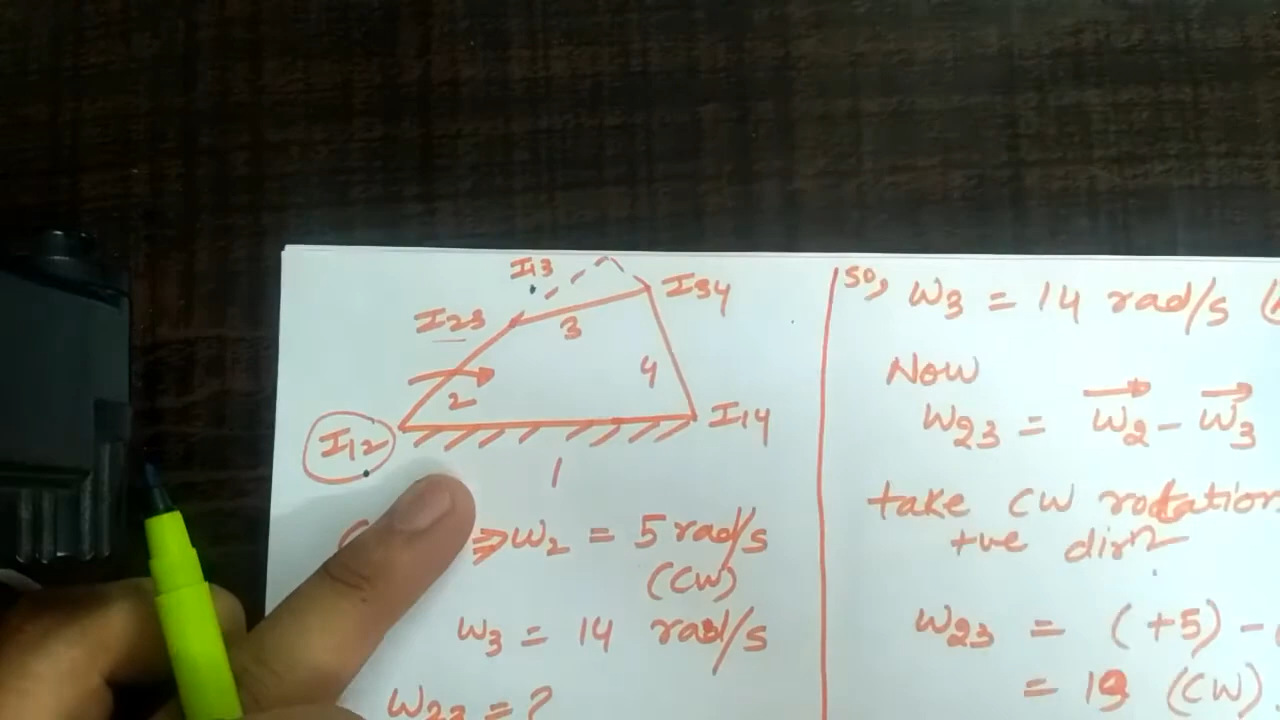 I13
I34
I23
3
4
2
I12
I14
1
⇒ω2 = 5 rad/s
(CW)
ω3 = 14 rad/s
ω23 = ?
so, ω3 = 14 rad/s (
Now
ω23 = ω2 - ω3
take CW rotation
+ve dirn
ω23 = (+5) -
= 19 (CW)